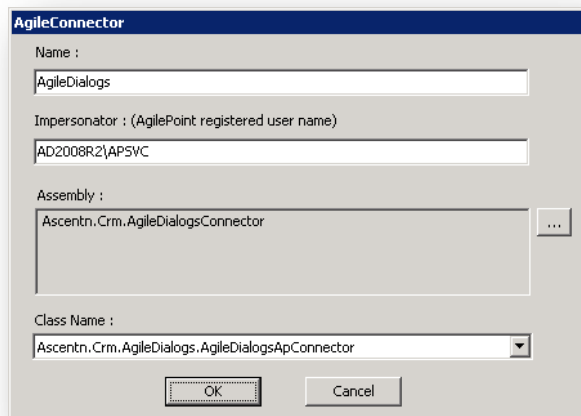 AgileConnector
Name :
AgileDialogs
Impersonator : (AgilePoint registered user name)
AD2008R2\APSVC
Assembly :
Ascentn.Crm.AgileDialogsConnector
...
Class Name :
Ascentn.Crm.AgileDialogs.AgileDialogsApConnector
OK Cancel